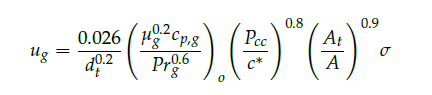 u_g = \frac{0.026}{d_t^{0.2}} \left( \frac{\mu_g^{0.2} c_{p,g}}{Pr_g^{0.6}} \right)_o \left( \frac{P_{cc}}{c^*} \right)^{0.8} \left( \frac{A_t}{A} \right)^{0.9} \sigma